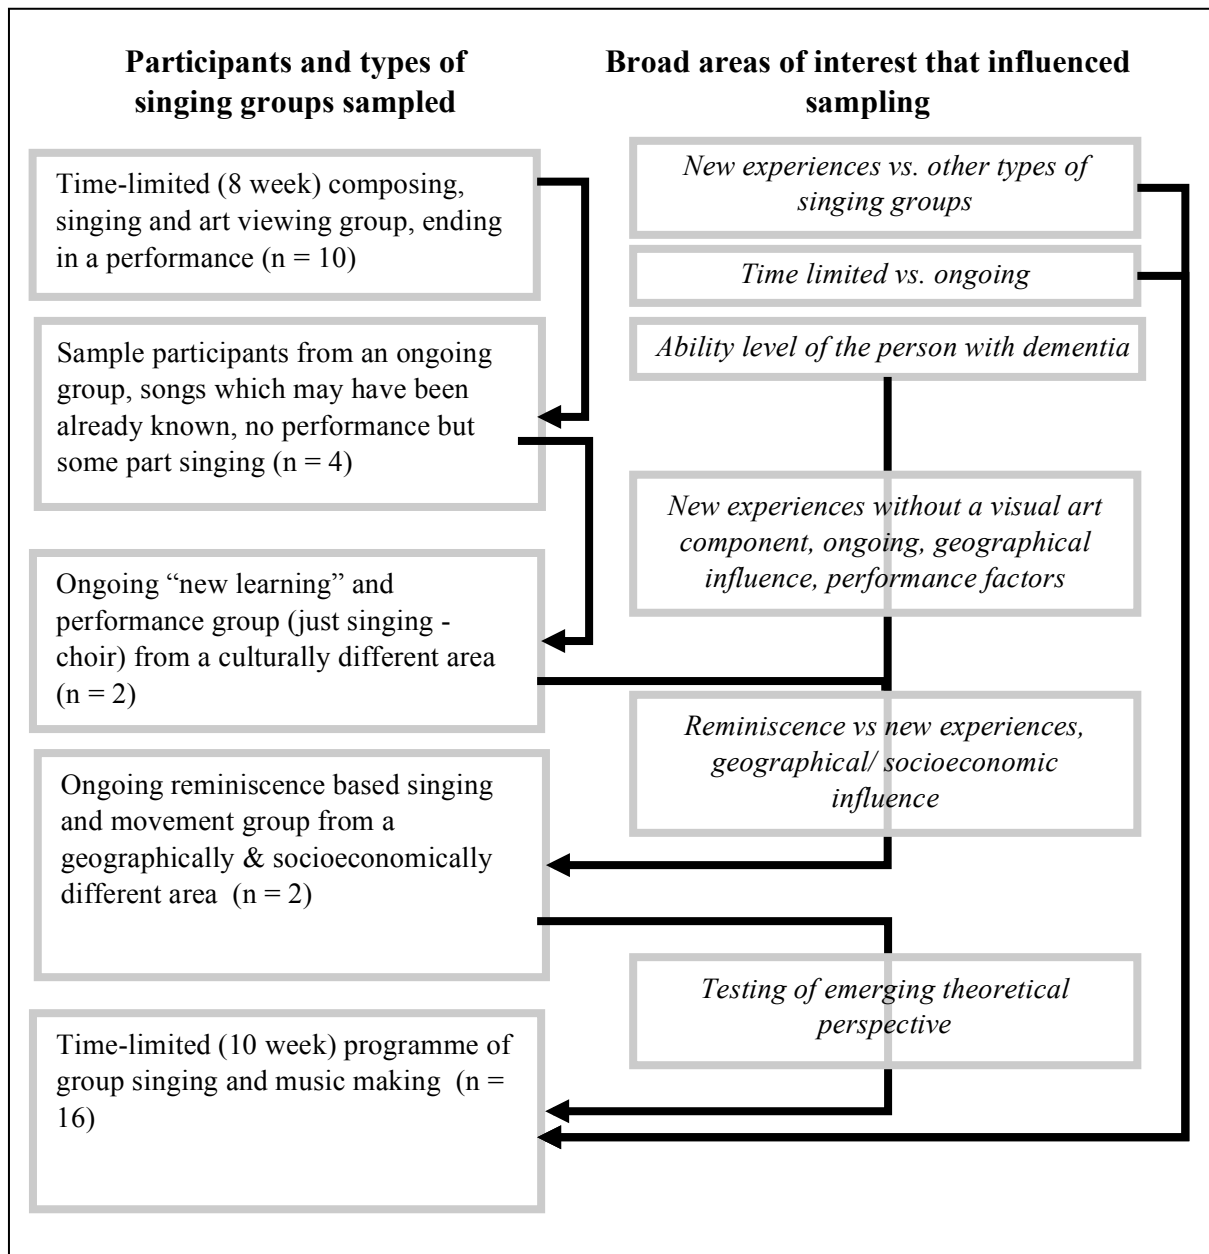 Participants and types of
singing groups sampled
Time-limited (8 week) composing,
singing and art viewing group, ending
in a performance (n = 10)
Sample participants from an ongoing
group, songs which may have been
already known, no performance but
some part singing (n = 4)
Ongoing “new learning” and
performance group (just singing -
choir) from a culturally different area
(n = 2)
Ongoing reminiscence based singing
and movement group from a
geographically & socioeconomically
different area  (n = 2)
Time-limited (10 week) programme of
group singing and music making  (n =
16)
Broad areas of interest that influenced
sampling
New experiences vs. other types of
singing groups
Time limited vs. ongoing
Ability level of the person with dementia
New experiences without a visual art
component, ongoing, geographical
influence, performance factors
Reminiscence vs new experiences,
geographical/ socioeconomic
influence
Testing of emerging theoretical
perspective